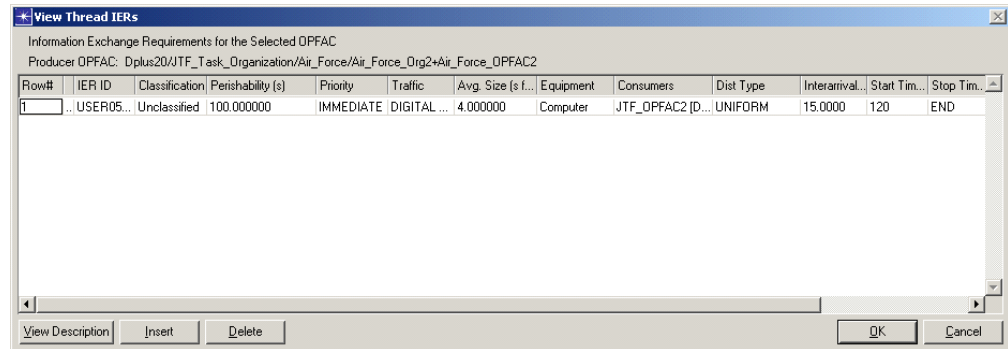 View Thread IERs
Information Exchange Requirements for the Selected OPFAC
Producer OPFAC: Dplus20/JTF_Task_Organization/Air_Force/Air_Force_Org2+Air_Force_OPFAC2
Row# IER ID Classification Perishability (s) Priority Traffic Avg. Size (s f... Equipment Consumers Dist Type Interarrival... Start Tim... Stop Tim...
1 .. USER05... Unclassified 100.000000 IMMEDIATE DIGITAL ... 4.000000 Computer JTF_OPFAC2 [D... UNIFORM 15.0000 120 END
View Description Insert Delete OK Cancel